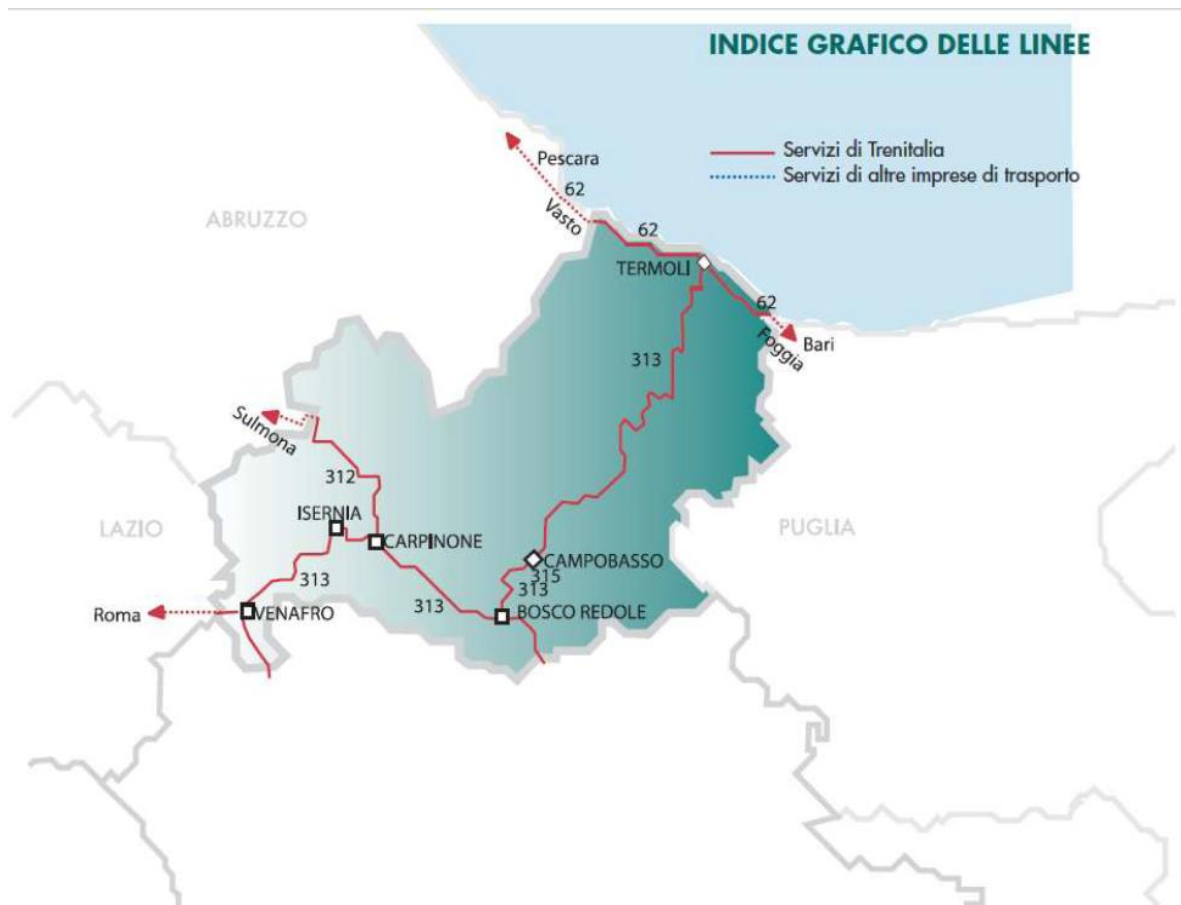 INDICE GRAFICO DELLE LINEE
Servizi di Trenitalia
Servizi di altre imprese di trasporto
Pescara
62
Vasto
ABRUZZO
62
TERMOLI
62
Foggia
Bari
313
Sulmona
312
ISERNIA
LAZIO
CARPINONE
PUGLIA
CAMPOBASSO
315
313
313
313
BOSCO REDOLE
Roma
VENAFRO